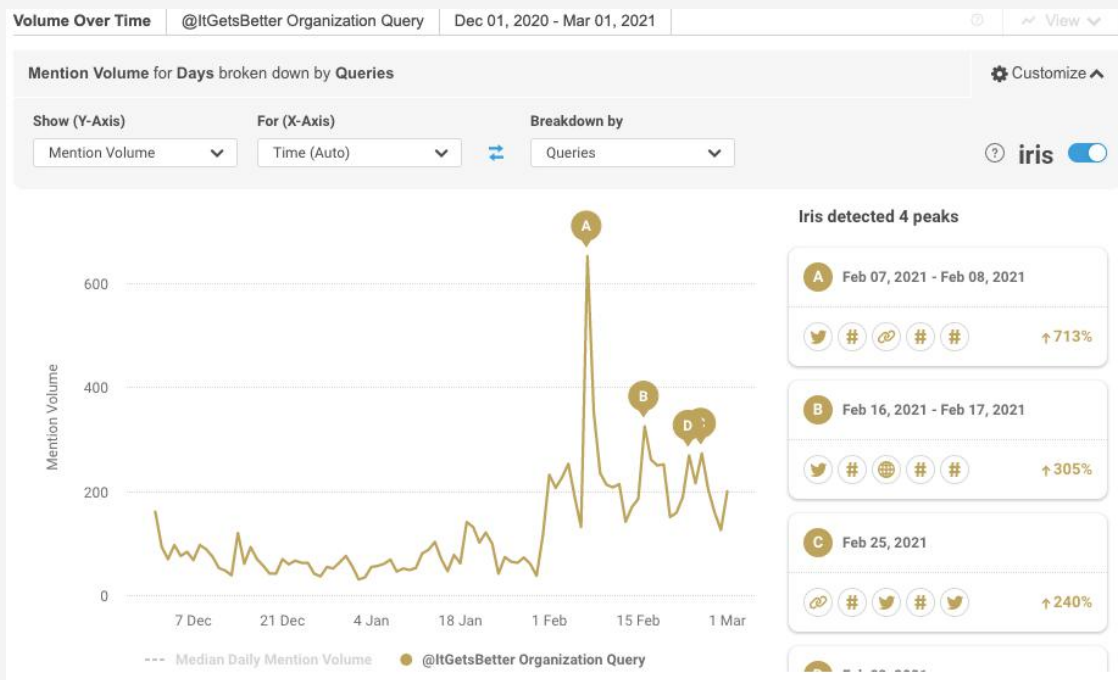 Volume Over Time @ItGetsBetter Organization Query Dec 01, 2020 - Mar 01, 2021 View
Mention Volume for Days broken down by Queries Customize
Show (Y-Axis) For (X-Axis) Breakdown by
Mention Volume Time (Auto) Queries ? iris
Iris detected 4 peaks
A
A Feb 07, 2021 - Feb 08, 2021
600
# # # ↑713%
400
B
B Feb 16, 2021 - Feb 17, 2021
D
Mention Volume
# # # ↑305%
200
C Feb 25, 2021
0
# # ↑240%
7 Dec 21 Dec 4 Jan 18 Jan 1 Feb 15 Feb 1 Mar
Median Daily Mention Volume @ItGetsBetter Organization Query